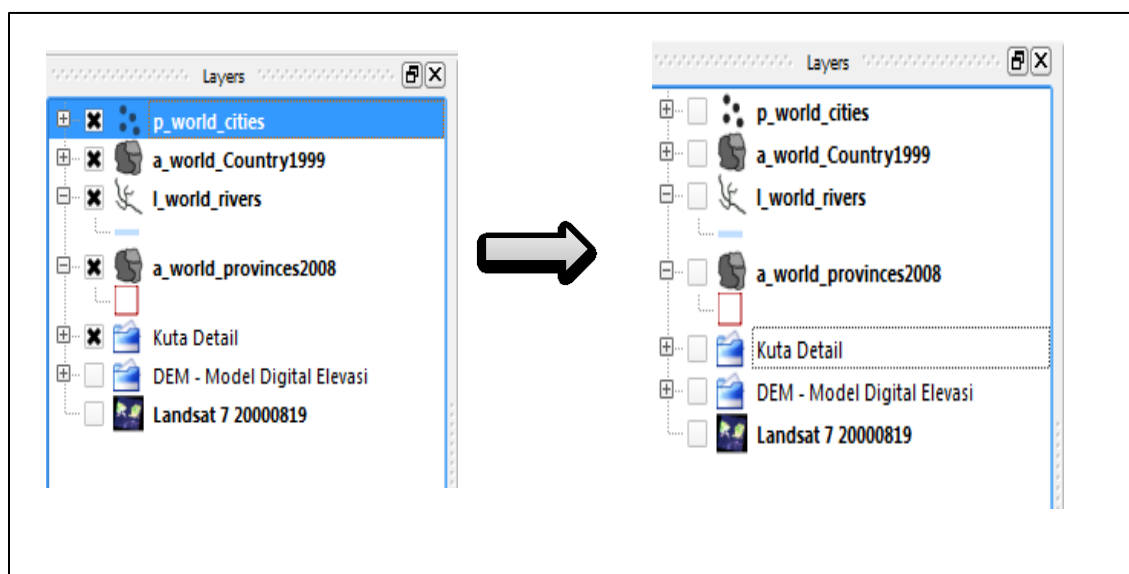 Layers
p_world_cities
a_world_Country1999
l_world_rivers
a_world_provinces2008
Kuta Detail
DEM - Model Digital Elevasi
Landsat 7 20000819
Layers
p_world_cities
a_world_Country1999
l_world_rivers
a_world_provinces2008
Kuta Detail
DEM - Model Digital Elevasi
Landsat 7 20000819